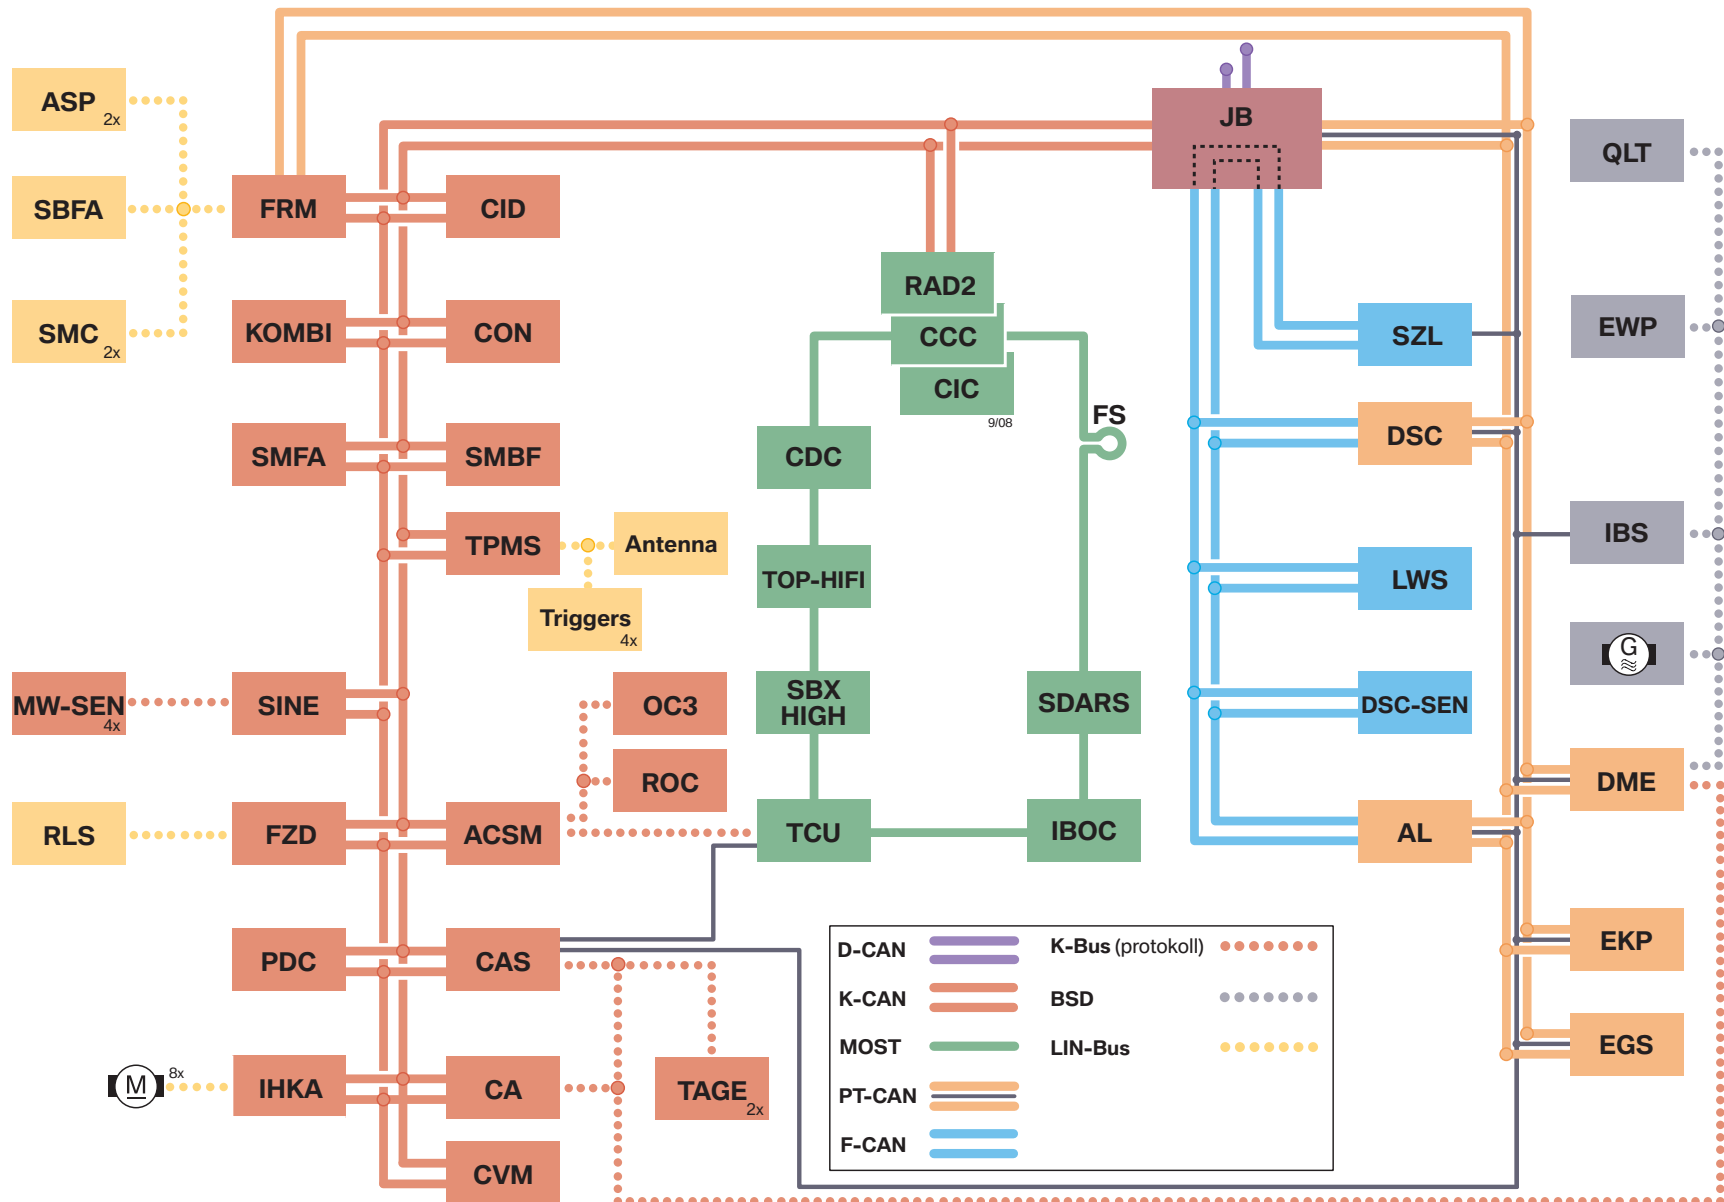 ASP
2x
JB
QLT
SBFA
FRM
CID
RAD2
SMC
2x
KOMBI
CON
CCC
SZL
EWP
CIC
9/08
FS
SMFA
SMBF
CDC
DSC
TPMS
Antenna
IBS
TOP-HIFI
LWS
Triggers
4x
G
MW-SEN
4x
SINE
OC3
SBX
HIGH
SDARS
DSC-SEN
ROC
DME
RLS
FZD
ACSM
TCU
IBOC
AL
PDC
CAS
EKP
D-CAN
K-Bus (protokoll)
K-CAN
BSD
MOST
LIN-Bus
PT-CAN
F-CAN
EGS
M
8x
IHKA
CA
TAGE
2x
CVM